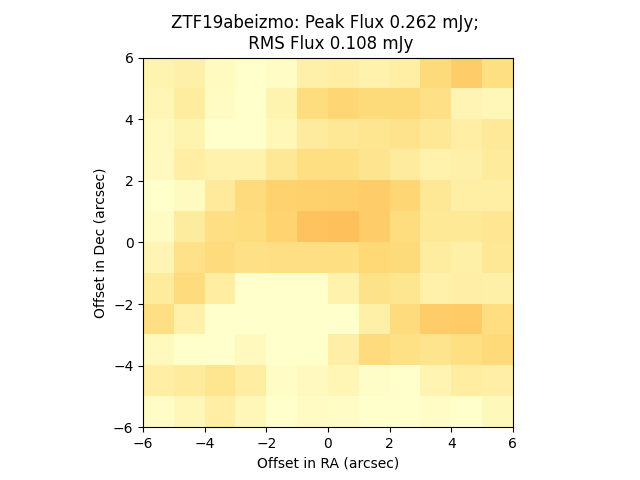 ZTF19abeizmo: Peak Flux 0.262 mJy;
RMS Flux 0.108 mJy
6
4
2
0
−2
−4
−6
Offset in Dec (arcsec)
−6 −4 −2 0 2 4 6
Offset in RA (arcsec)